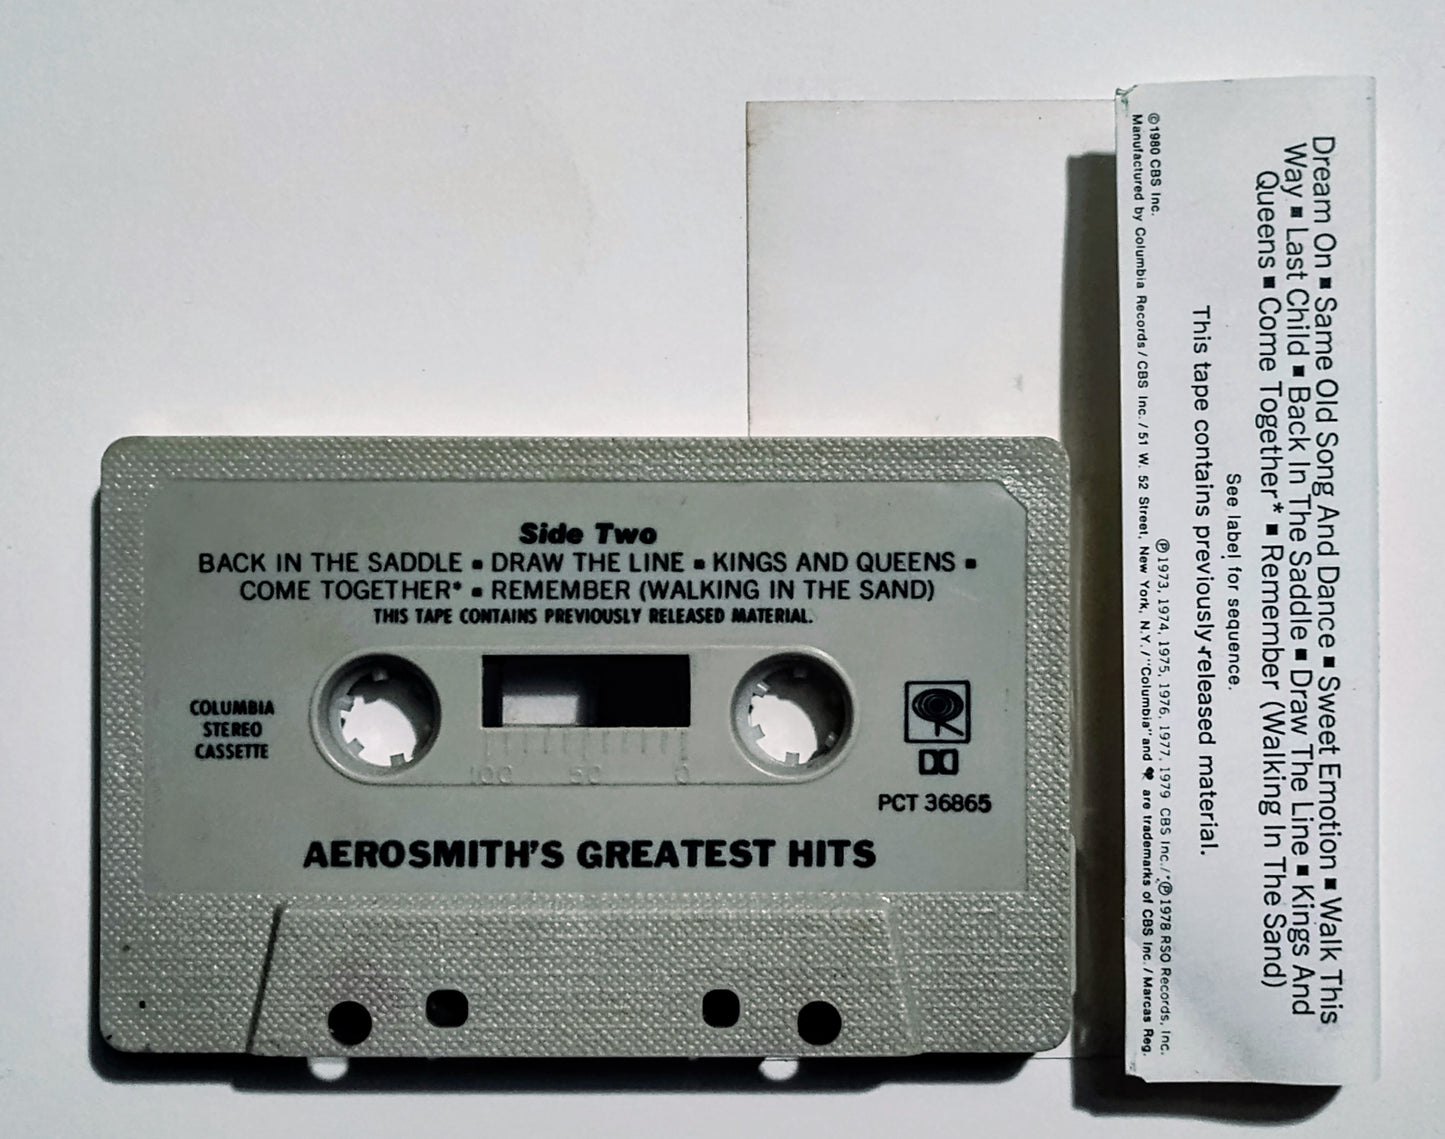 Side Two
BACK IN THE SADDLE ▪ DRAW THE LINE ▪ KINGS AND QUEENS ▪
COME TOGETHER* ▪ REMEMBER (WALKING IN THE SAND)
THIS TAPE CONTAINS PREVIOUSLY RELEASED MATERIAL.
COLUMBIA
STEREO
CASSETTE
100 50 0
PCT 36865
AEROSMITH'S GREATEST HITS
Dream On ▪ Same Old Song And Dance ▪ Sweet Emotion ▪ Walk This
Way ▪ Last Child ▪ Back In The Saddle ▪ Draw The Line ▪ Kings And
Queens ▪ Come Together* ▪ Remember (Walking In The Sand)
See label for sequence.
This tape contains previously-released material.
©1980 CBS Inc. ℗1973, 1974, 1975, 1976, 1977, 1979 CBS Inc./*℗1978 RSO Records, Inc.
Manufactured by Columbia Records/CBS Inc./51 W. 52 Street, New York, N.Y./"Columbia" and are trademarks of CBS Inc./Marcas Reg.